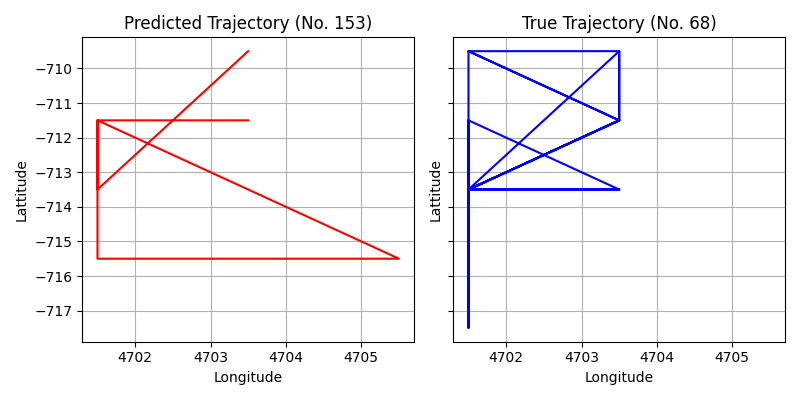 Predicted Trajectory (No. 153)
True Trajectory (No. 68)
Lattitude
−710
−711
−712
−713
−714
−715
−716
−717
4702
4703
4704
4705
Longitude
Lattitude
4702
4703
4704
4705
Longitude